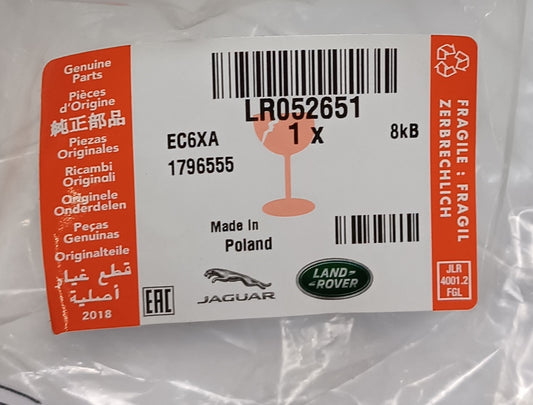 Genuine
Parts
Pièces
d'Origine
純正部品
Piezas
Originales
Ricambi
Originali
Originele
Onderdelen
Peças
Genuinas
Originalteile
قطع غيار
أصلية
2018
LR052651
1 x
8kB
EC6XA
1796555
Made In
Poland
EAC
JAGUAR
LAND-
ROVER
FRAGILE : FRAGIL
ZERBRECHLICH
JLR
4001.2
FGL